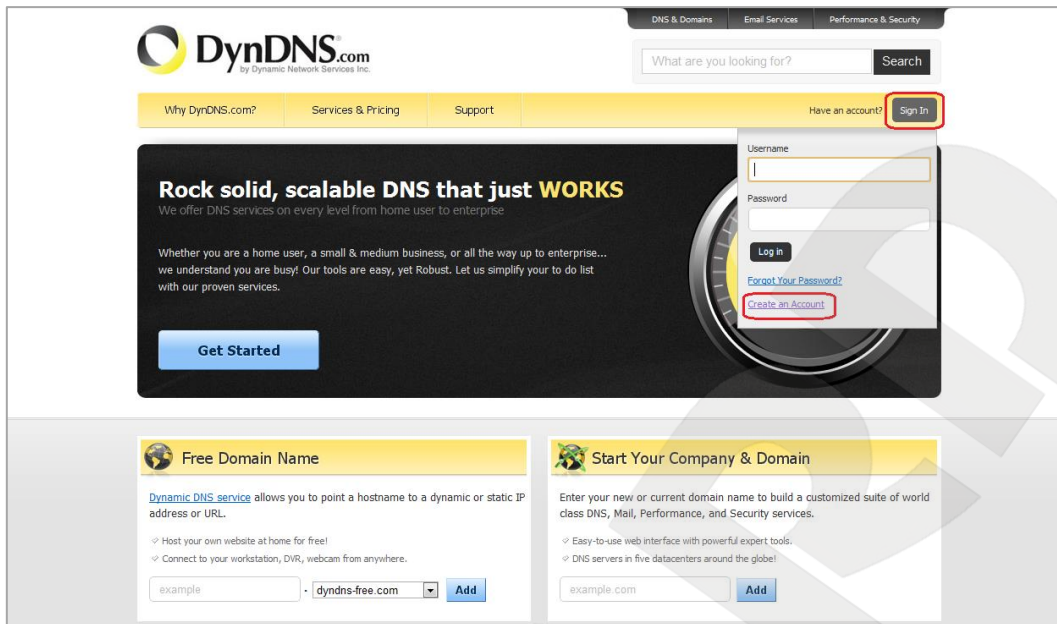 DNS & Domains Email Services Performance & Security
DynDNS.com
by Dynamic Network Services Inc.
What are you looking for? Search
Why DynDNS.com? Services & Pricing Support Have an account? Sign In
Username
Password
Log in
Forgot Your Password?
Create an Account
Rock solid, scalable DNS that just WORKS
We offer DNS services on every level from home user to enterprise
Whether you are a home user, a small & medium business, or all the way up to enterprise...
we understand you are busy! Our tools are easy, yet Robust. Let us simplify your to do list
with our proven services.
Get Started
Free Domain Name
Dynamic DNS service allows you to point a hostname to a dynamic or static IP
address or URL.
Host your own website at home for free!
Connect to your workstation, DVR, webcam from anywhere.
example . dyndns-free.com Add
Start Your Company & Domain
Enter your new or current domain name to build a customized suite of world
class DNS, Mail, Performance, and Security services.
Easy-to-use web interface with powerful expert tools.
DNS servers in five datacenters around the globe!
example.com Add